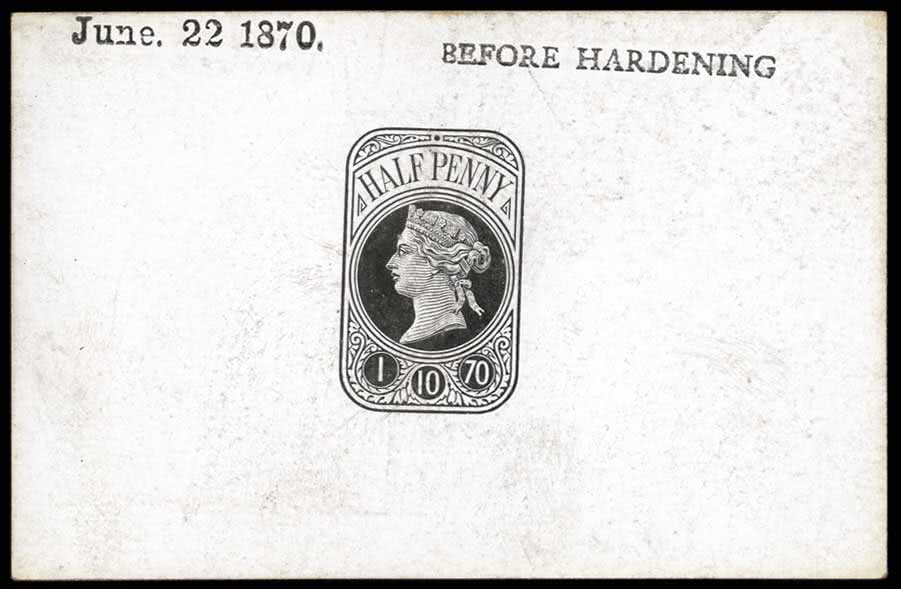 June. 22 1870.
BEFORE HARDENING
HALF PENNY
1 10 70